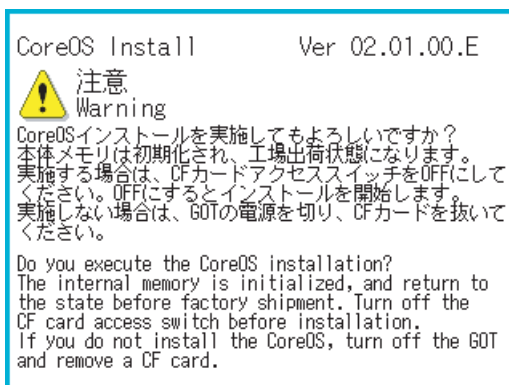 CoreOS Install Ver 02.01.00.E
注意
Warning
CoreOSインストールを実施してもよろしいですか？
本体メモリは初期化され、工場出荷状態になります。
実施する場合は、CFカードアクセススイッチをOFFにして
ください。OFFにするとインストールを開始します。
実施しない場合は、GOTの電源を切り、CFカードを抜いて
ください。
Do you execute the CoreOS installation?
The internal memory is initialized, and return to
the state before factory shipment. Turn off the
CF card access switch before installation.
If you do not install the CoreOS, turn off the GOT
and remove a CF card.